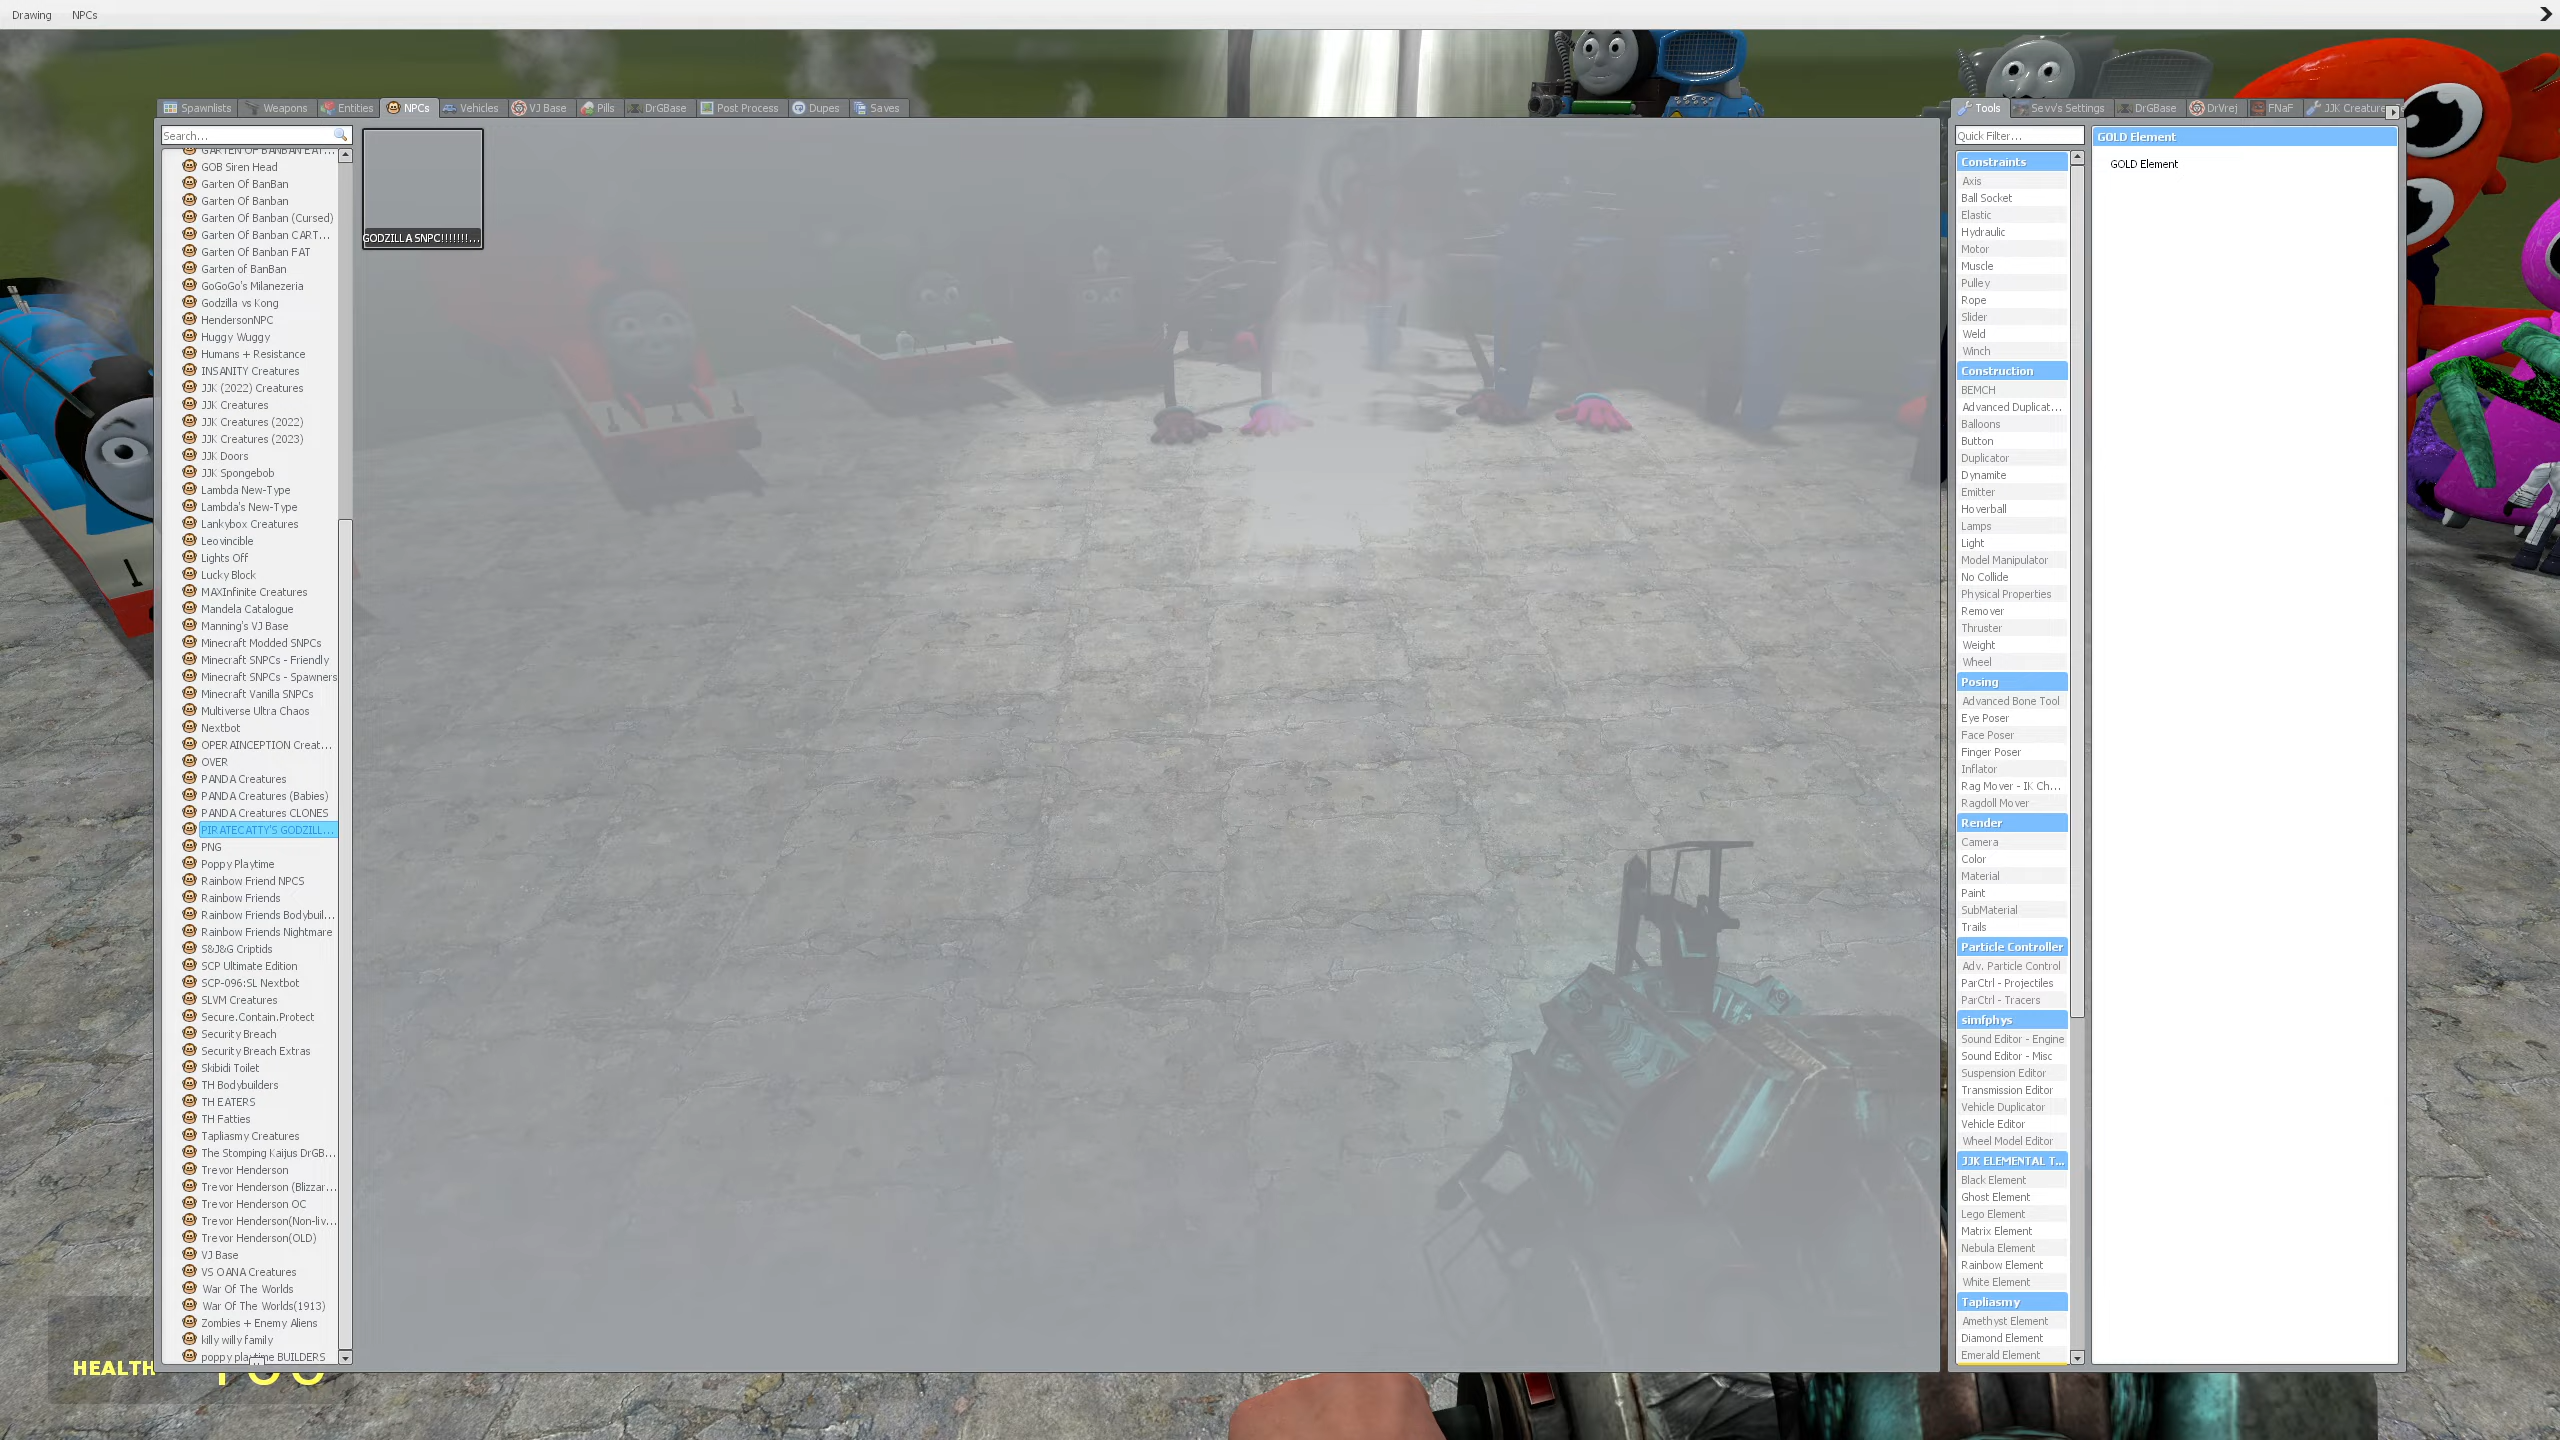 Drawing NPCs
Spawnlists Weapons Entities NPCs Vehicles VJ Base Pills DrGBase Post Process Dupes Saves
Search...
GARTEN OF BANBAN EAT...
GOB Siren Head
Garten Of BanBan
Garten Of Banban
Garten Of Banban (Cursed)
Garten Of Banban CART...
Garten Of Banban FAT
Garten of BanBan
GoGoGo's Milanezeria
Godzilla vs Kong
HendersonNPC
Huggy Wuggy
Humans + Resistance
INSANITY Creatures
JJK (2022) Creatures
JJK Creatures
JJK Creatures (2022)
JJK Creatures (2023)
JJK Doors
JJK Spongebob
Lambda New-Type
Lambda's New-Type
Lankybox Creatures
Leovincible
Lights Off
Lucky Block
MAXInfinite Creatures
Mandela Catalogue
Manning's VJ Base
Minecraft Modded SNPCs
Minecraft SNPCs - Friendly
Minecraft SNPCs - Spawners
Minecraft Vanilla SNPCs
Multiverse Ultra Chaos
Nextbot
OPERAINCEPTION Creat...
OVER
PANDA Creatures
PANDA Creatures (Babies)
PANDA Creatures CLONES
PIRATECATTY'S GODZILL...
PNG
Poppy Playtime
Rainbow Friend NPCS
Rainbow Friends
Rainbow Friends Bodybuil...
Rainbow Friends Nightmare
S&J&G Criptids
SCP Ultimate Edition
SCP-096:SL Nextbot
SLVM Creatures
Secure.Contain.Protect
Security Breach
Security Breach Extras
Skibidi Toilet
TH Bodybuilders
TH EATERS
TH Fatties
Tapliasmy Creatures
The Stomping Kaijus DrGB...
Trevor Henderson
Trevor Henderson (Blizzar...
Trevor Henderson OC
Trevor Henderson(Non-liv...
Trevor Henderson(OLD)
VJ Base
VS OANA Creatures
War Of The Worlds
War Of The Worlds(1913)
Zombies + Enemy Aliens
killy willy family
poppy playtime BUILDERS
GODZILLA SNPC!!!!!!!...
HEALTH 100
Tools Sevv's Settings DrGBase DrVrej FNaF JJK Creature
Quick Filter...
Constraints
Axis
Ball Socket
Elastic
Hydraulic
Motor
Muscle
Pulley
Rope
Slider
Weld
Winch
Construction
BEMCH
Advanced Duplicat...
Balloons
Button
Duplicator
Dynamite
Emitter
Hoverball
Lamps
Light
Model Manipulator
No Collide
Physical Properties
Remover
Thruster
Weight
Wheel
Posing
Advanced Bone Tool
Eye Poser
Face Poser
Finger Poser
Inflator
Rag Mover - IK Ch...
Ragdoll Mover
Render
Camera
Color
Material
Paint
SubMaterial
Trails
Particle Controller
Adv. Particle Control
ParCtrl - Projectiles
ParCtrl - Tracers
simfphys
Sound Editor - Engine
Sound Editor - Misc
Suspension Editor
Transmission Editor
Vehicle Duplicator
Vehicle Editor
Wheel Model Editor
JJK ELEMENTAL T...
Black Element
Ghost Element
Lego Element
Matrix Element
Nebula Element
Rainbow Element
White Element
Tapliasmy
Amethyst Element
Diamond Element
Emerald Element
GOLD Element
GOLD Element